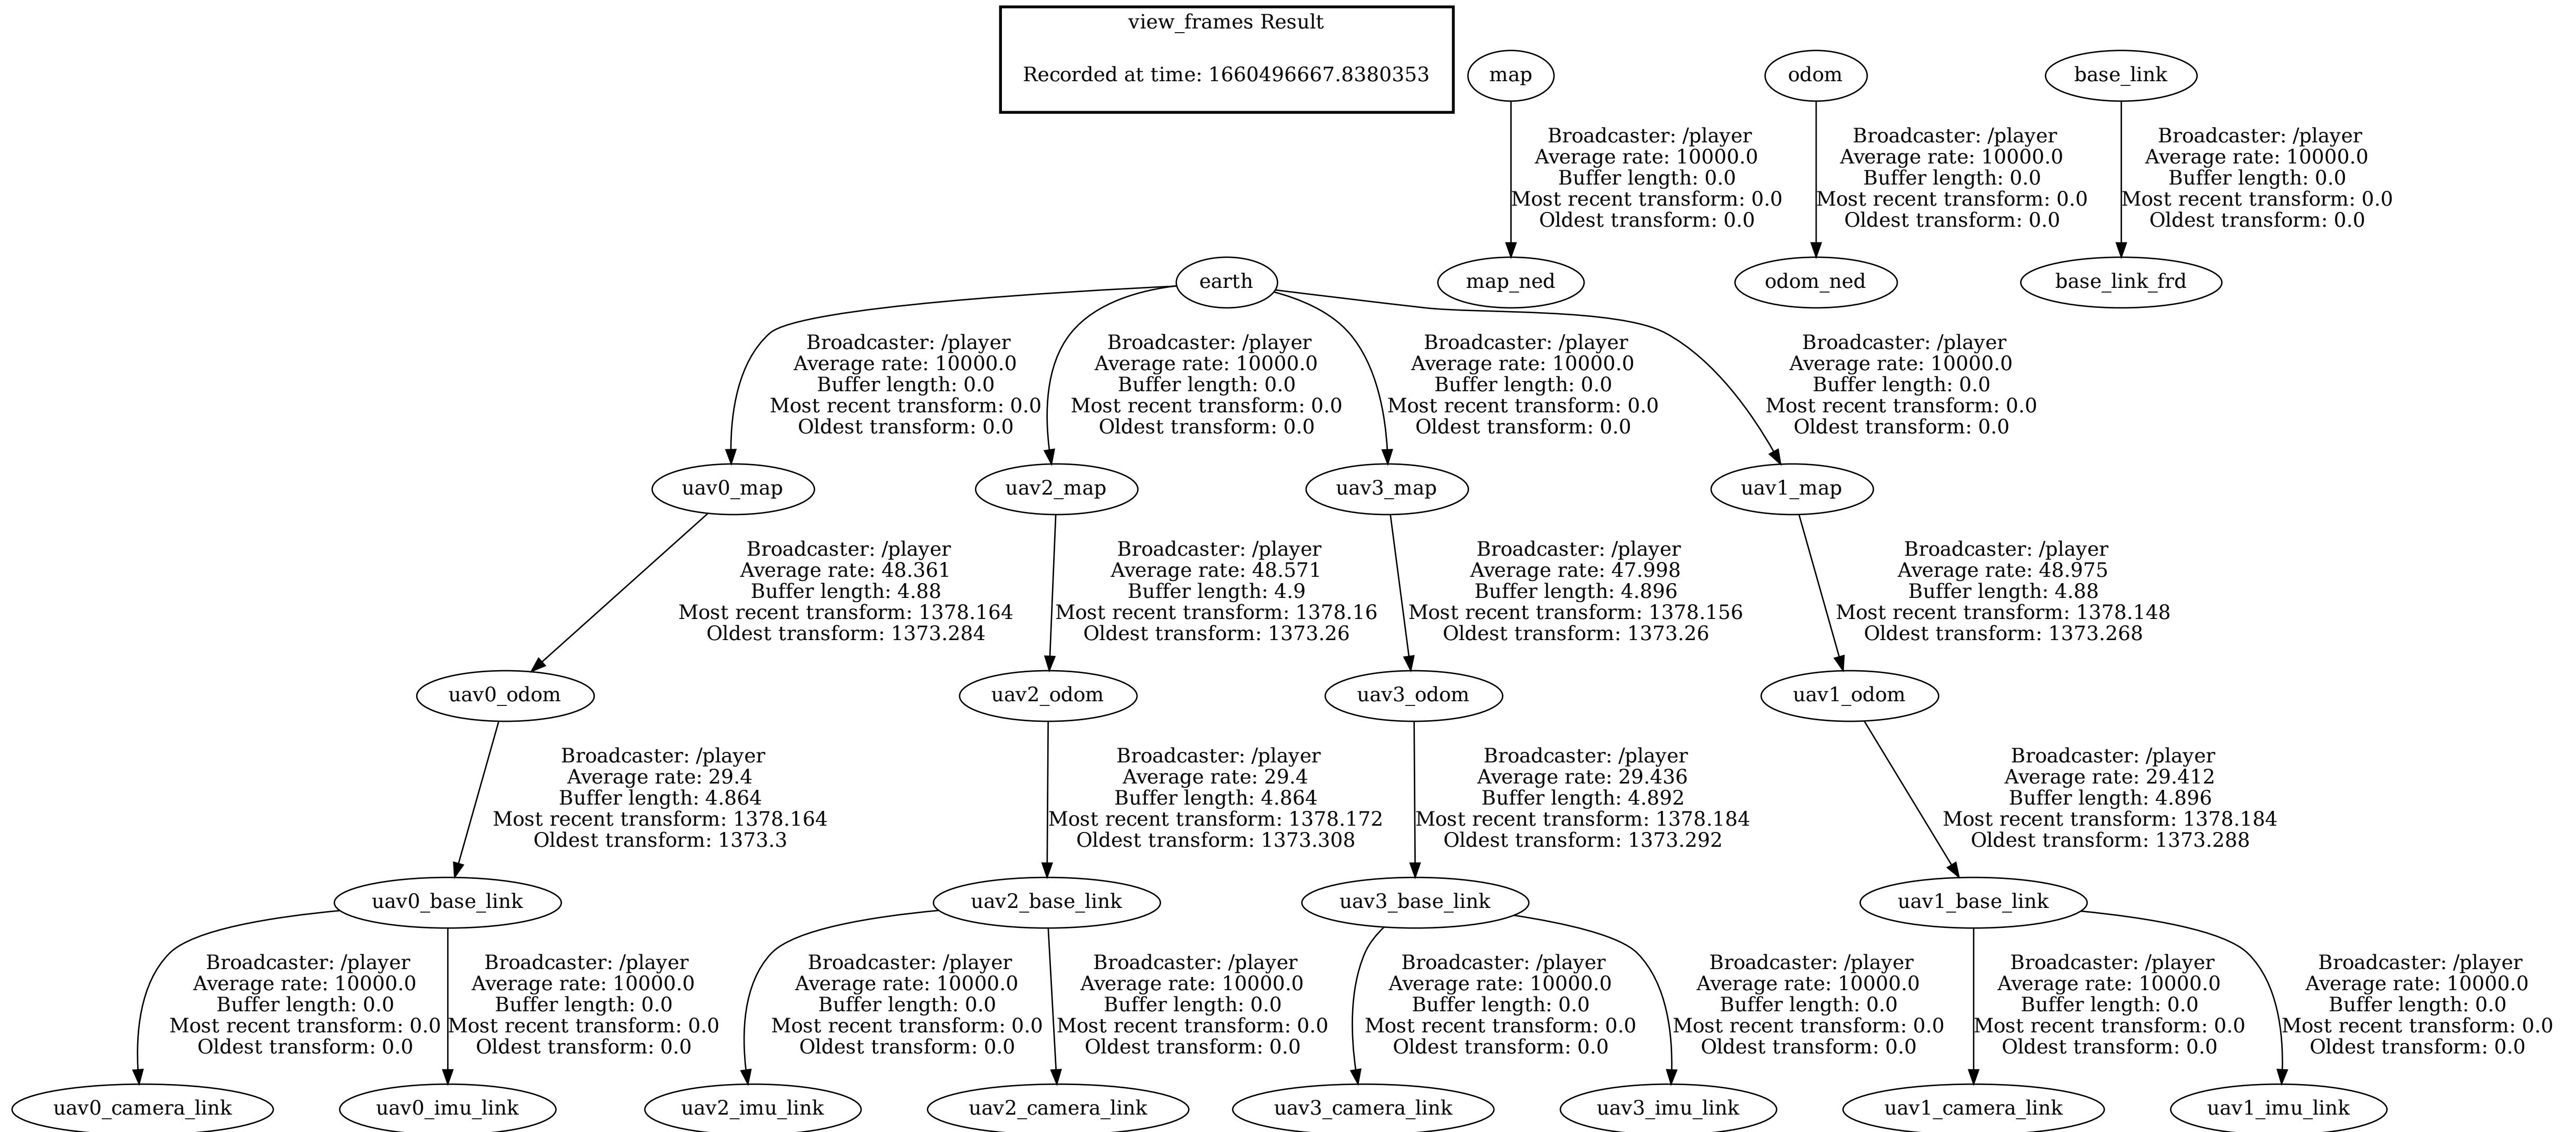 view_frames Result
Recorded at time: 1660496667.8380353
map
odom
base_link
Broadcaster: /player
Average rate: 10000.0
Buffer length: 0.0
Most recent transform: 0.0
Oldest transform: 0.0
Broadcaster: /player
Average rate: 10000.0
Buffer length: 0.0
Most recent transform: 0.0
Oldest transform: 0.0
Broadcaster: /player
Average rate: 10000.0
Buffer length: 0.0
Most recent transform: 0.0
Oldest transform: 0.0
earth
map_ned
odom_ned
base_link_frd
Broadcaster: /player
Average rate: 10000.0
Buffer length: 0.0
Most recent transform: 0.0
Oldest transform: 0.0
Broadcaster: /player
Average rate: 10000.0
Buffer length: 0.0
Most recent transform: 0.0
Oldest transform: 0.0
Broadcaster: /player
Average rate: 10000.0
Buffer length: 0.0
Most recent transform: 0.0
Oldest transform: 0.0
Broadcaster: /player
Average rate: 10000.0
Buffer length: 0.0
Most recent transform: 0.0
Oldest transform: 0.0
uav0_map
uav2_map
uav3_map
uav1_map
Broadcaster: /player
Average rate: 48.361
Buffer length: 4.88
Most recent transform: 1378.164
Oldest transform: 1373.284
Broadcaster: /player
Average rate: 48.571
Buffer length: 4.9
Most recent transform: 1378.16
Oldest transform: 1373.26
Broadcaster: /player
Average rate: 47.998
Buffer length: 4.896
Most recent transform: 1378.156
Oldest transform: 1373.26
Broadcaster: /player
Average rate: 48.975
Buffer length: 4.88
Most recent transform: 1378.148
Oldest transform: 1373.268
uav0_odom
uav2_odom
uav3_odom
uav1_odom
Broadcaster: /player
Average rate: 29.4
Buffer length: 4.864
Most recent transform: 1378.164
Oldest transform: 1373.3
Broadcaster: /player
Average rate: 29.4
Buffer length: 4.864
Most recent transform: 1378.172
Oldest transform: 1373.308
Broadcaster: /player
Average rate: 29.436
Buffer length: 4.892
Most recent transform: 1378.184
Oldest transform: 1373.292
Broadcaster: /player
Average rate: 29.412
Buffer length: 4.896
Most recent transform: 1378.184
Oldest transform: 1373.288
uav0_base_link
uav2_base_link
uav3_base_link
uav1_base_link
Broadcaster: /player
Average rate: 10000.0
Buffer length: 0.0
Most recent transform: 0.0
Oldest transform: 0.0
Broadcaster: /player
Average rate: 10000.0
Buffer length: 0.0
Most recent transform: 0.0
Oldest transform: 0.0
Broadcaster: /player
Average rate: 10000.0
Buffer length: 0.0
Most recent transform: 0.0
Oldest transform: 0.0
Broadcaster: /player
Average rate: 10000.0
Buffer length: 0.0
Most recent transform: 0.0
Oldest transform: 0.0
Broadcaster: /player
Average rate: 10000.0
Buffer length: 0.0
Most recent transform: 0.0
Oldest transform: 0.0
Broadcaster: /player
Average rate: 10000.0
Buffer length: 0.0
Most recent transform: 0.0
Oldest transform: 0.0
Broadcaster: /player
Average rate: 10000.0
Buffer length: 0.0
Most recent transform: 0.0
Oldest transform: 0.0
Broadcaster: /player
Average rate: 10000.0
Buffer length: 0.0
Most recent transform: 0.0
Oldest transform: 0.0
uav0_camera_link
uav0_imu_link
uav2_imu_link
uav2_camera_link
uav3_camera_link
uav3_imu_link
uav1_camera_link
uav1_imu_link